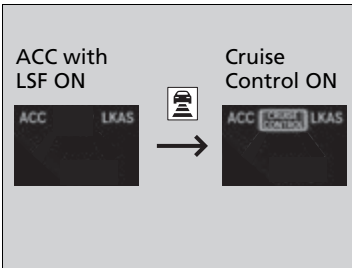 ACC with
LSF ON
Cruise
Control ON
ACC LKAS
ACC CRUISE CONTROL LKAS